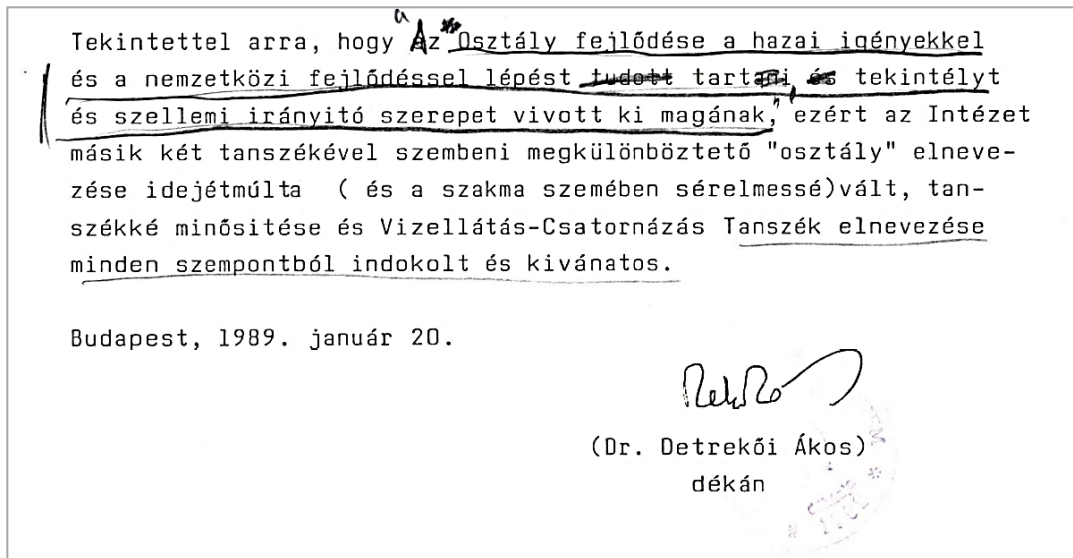 Tekintettel arra, hogy az "Osztály fejlődése a hazai igényekkel
és a nemzetközi fejlődéssel lépést tudott tartani, és tekintélyt
és szellemi irányitó szerepet vivott ki magának," ezért az Intézet
másik két tanszékével szembeni megkülönböztető "osztály" elneve-
zése idejétmúlta ( és a szakma szemében sérelmessé)vált, tan-
székké minősitése és Vizellátás-Csatornázás Tanszék elnevezése
minden szempontból indokolt és kivánatos.
Budapest, 1989. január 20.
(Dr. Detrekői Ákos)
dékán